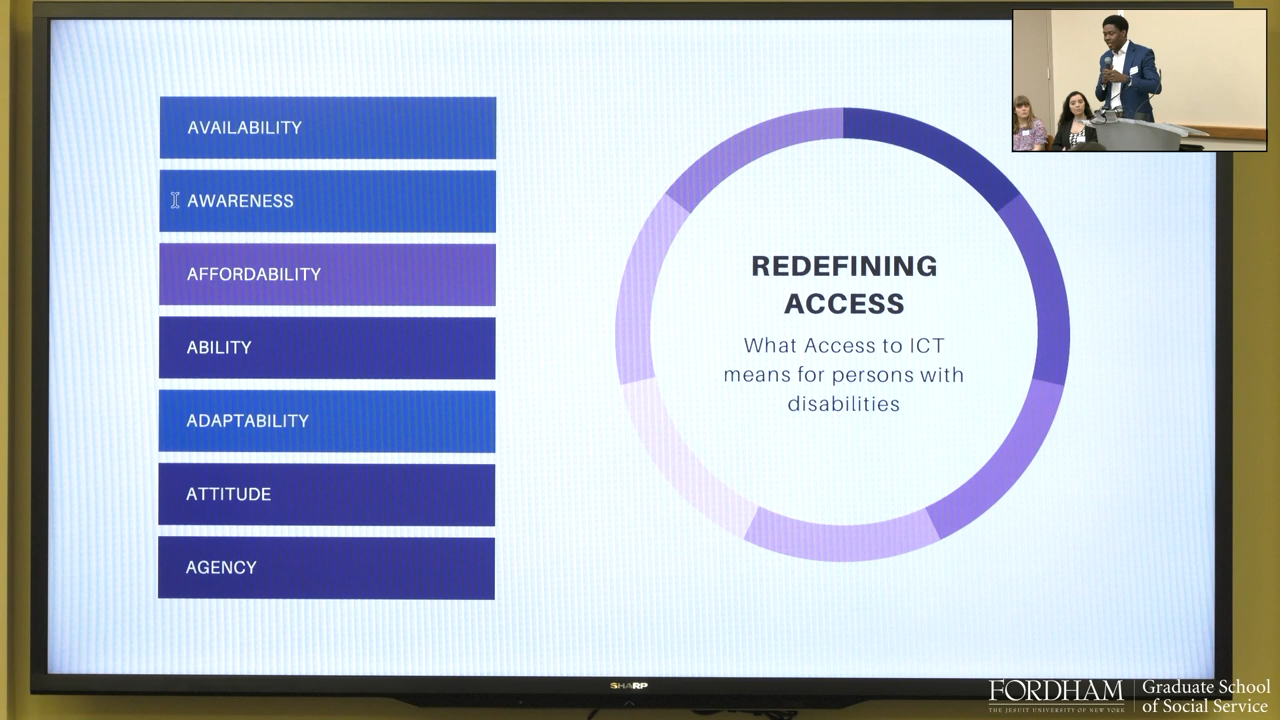 AVAILABILITY
AWARENESS
AFFORDABILITY
ABILITY
ADAPTABILITY
ATTITUDE
AGENCY
REDEFINING
ACCESS
What Access to ICT
means for persons with
disabilities
SHARP
FORDHAM
THE JESUIT UNIVERSITY OF NEW YORK
Graduate School
of Social Service